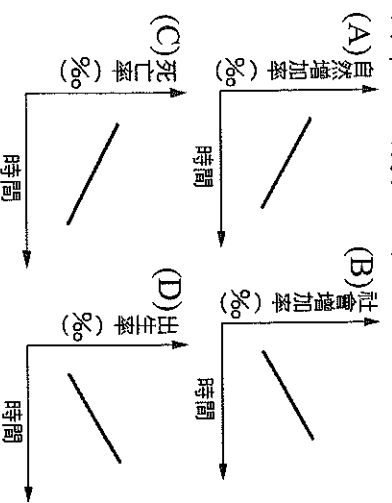 (A)
自然增加率（‰）
時間
(B)
社會增加率（‰）
時間
(C)
死亡率（‰）
時間
(D)
出生率（‰）
時間